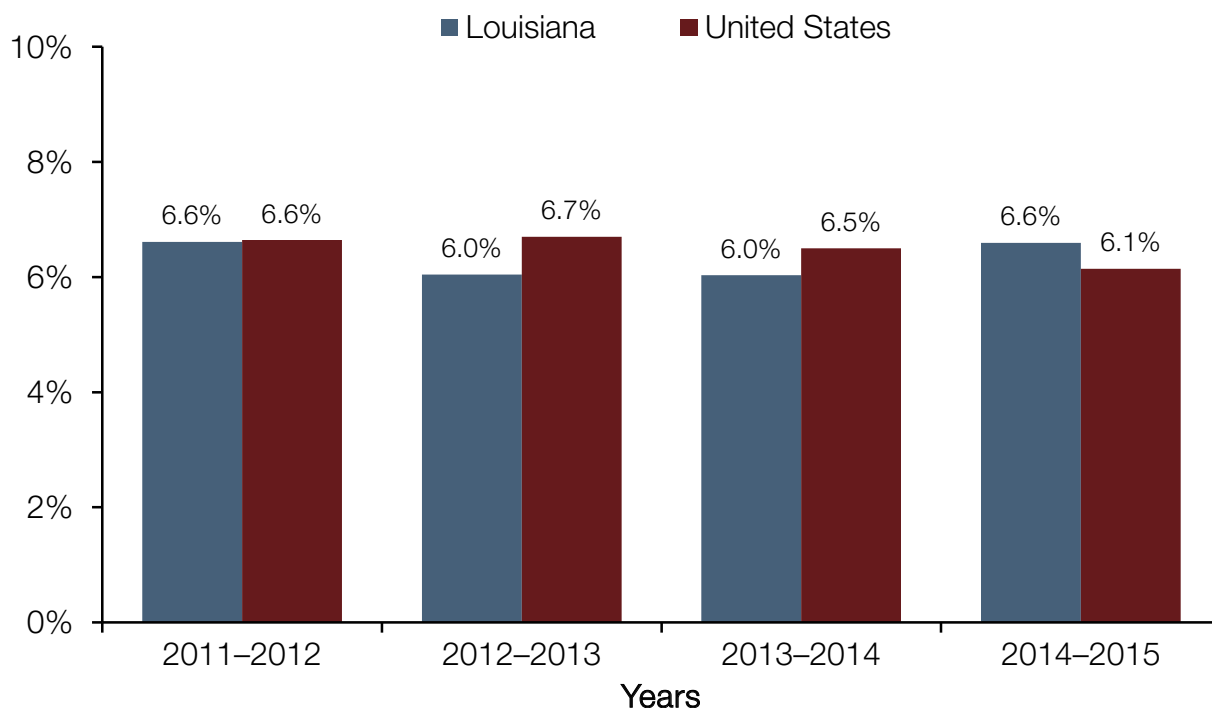 Louisiana United States
10%
8%
6%
4%
2%
0%
6.6% 6.6% 6.0% 6.7% 6.0% 6.5% 6.6% 6.1%
2011–2012 2012–2013 2013–2014 2014–2015
Years